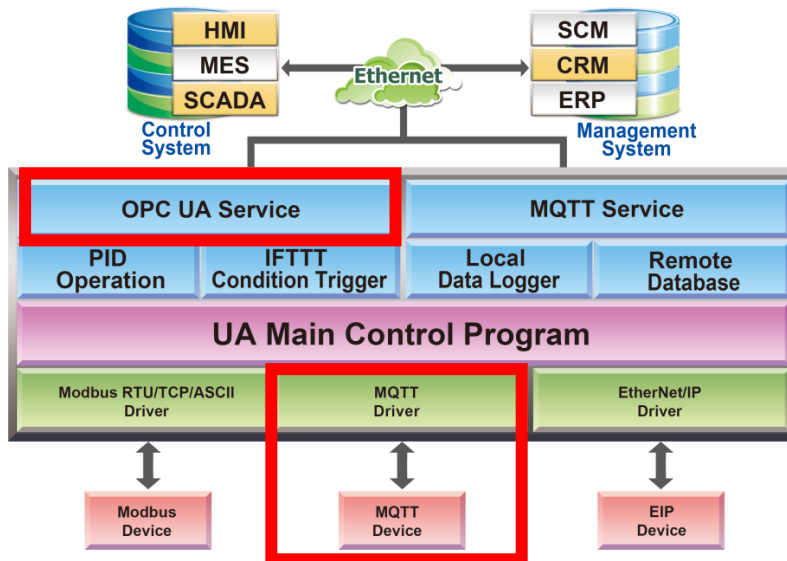 HMI
MES
SCADA
Control
System
Ethernet
SCM
CRM
ERP
Management
System
OPC UA Service
MQTT Service
PID
Operation
IFTTT
Condition Trigger
Local
Data Logger
Remote
Database
UA Main Control Program
Modbus RTU/TCP/ASCII
Driver
MQTT
Driver
EtherNet/IP
Driver
Modbus
Device
MQTT
Device
EIP
Device